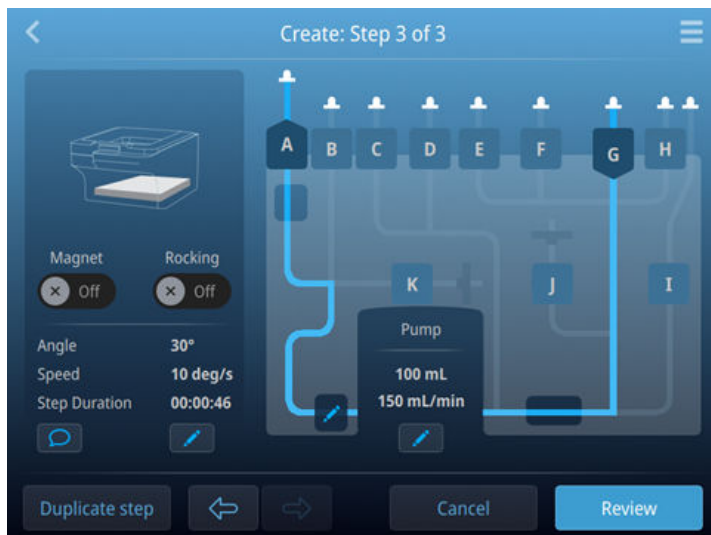 Create: Step 3 of 3
A
B
C
D
E
F
G
H
Magnet
Rocking
Off
Off
K
J
I
Pump
Angle
30°
100 mL
Speed
10 deg/s
150 mL/min
Step Duration
00:00:46
Duplicate step
Cancel
Review